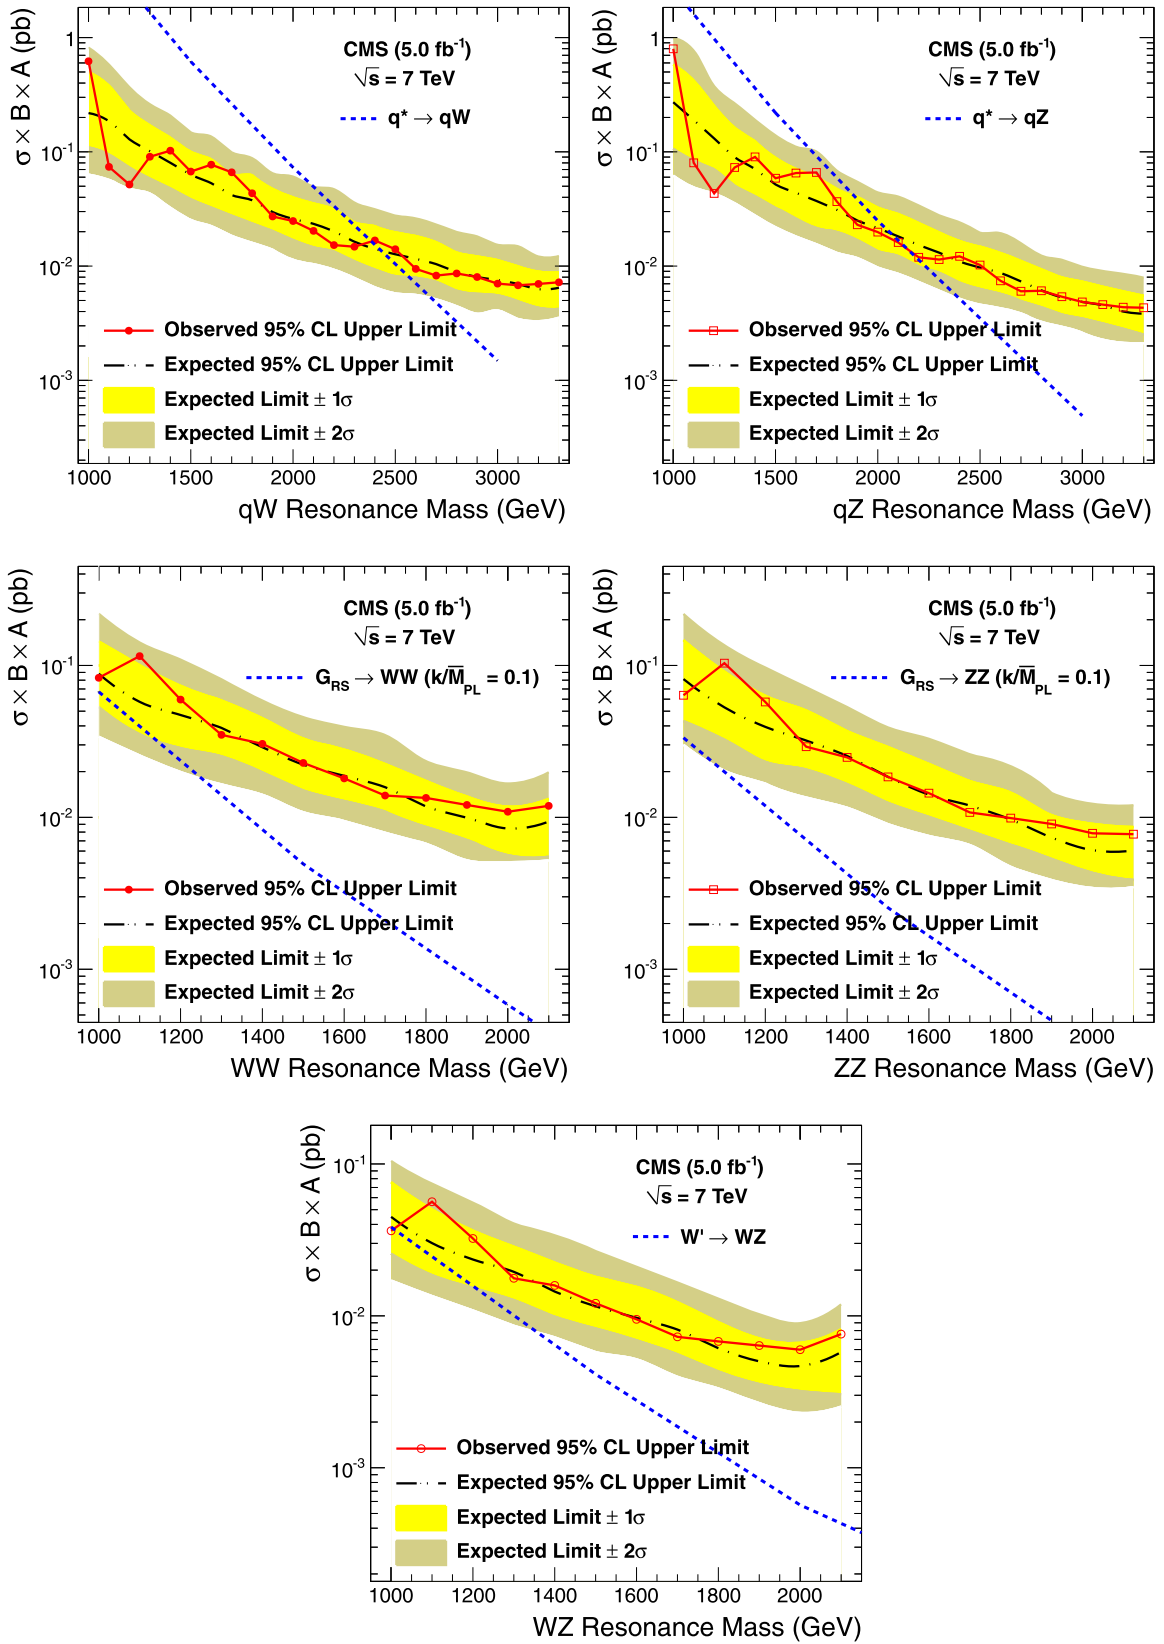 σ × B × A (pb)
CMS (5.0 fb⁻¹)
√s = 7 TeV
q* → qW
1
10⁻¹
10⁻²
10⁻³
Observed 95% CL Upper Limit
Expected 95% CL Upper Limit
Expected Limit ± 1σ
Expected Limit ± 2σ
1000 1500 2000 2500 3000
qW Resonance Mass (GeV)
σ × B × A (pb)
CMS (5.0 fb⁻¹)
√s = 7 TeV
q* → qZ
1
10⁻¹
10⁻²
10⁻³
Observed 95% CL Upper Limit
Expected 95% CL Upper Limit
Expected Limit ± 1σ
Expected Limit ± 2σ
1000 1500 2000 2500 3000
qZ Resonance Mass (GeV)
σ × B × A (pb)
CMS (5.0 fb⁻¹)
√s = 7 TeV
G_RS → WW (k/M̅_PL = 0.1)
10⁻¹
10⁻²
10⁻³
Observed 95% CL Upper Limit
Expected 95% CL Upper Limit
Expected Limit ± 1σ
Expected Limit ± 2σ
1000 1200 1400 1600 1800 2000
WW Resonance Mass (GeV)
σ × B × A (pb)
CMS (5.0 fb⁻¹)
√s = 7 TeV
G_RS → ZZ (k/M̅_PL = 0.1)
10⁻¹
10⁻²
10⁻³
Observed 95% CL Upper Limit
Expected 95% CL Upper Limit
Expected Limit ± 1σ
Expected Limit ± 2σ
1000 1200 1400 1600 1800 2000
ZZ Resonance Mass (GeV)
σ × B × A (pb)
CMS (5.0 fb⁻¹)
√s = 7 TeV
W' → WZ
10⁻¹
10⁻²
10⁻³
Observed 95% CL Upper Limit
Expected 95% CL Upper Limit
Expected Limit ± 1σ
Expected Limit ± 2σ
1000 1200 1400 1600 1800 2000
WZ Resonance Mass (GeV)